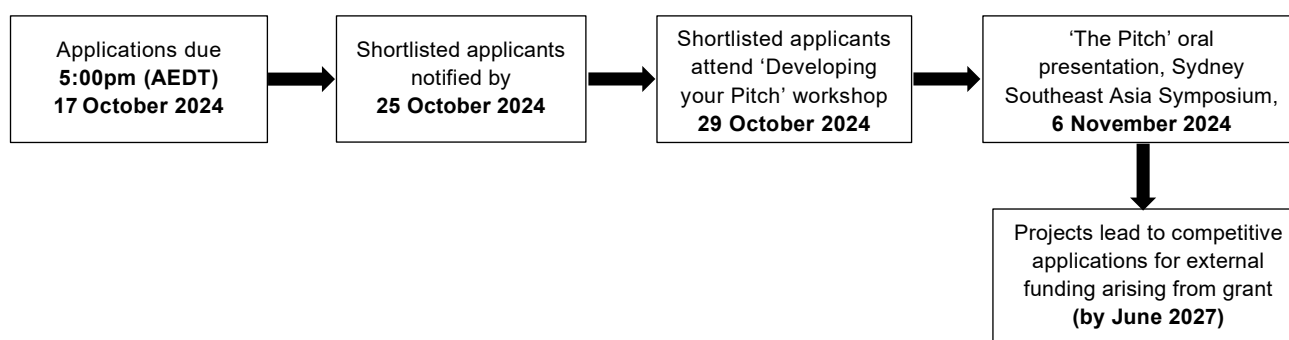 Applications due
5:00pm (AEDT)
17 October 2024
Shortlisted applicants
notified by
25 October 2024
Shortlisted applicants
attend ‘Developing
your Pitch’ workshop
29 October 2024
‘The Pitch’ oral
presentation, Sydney
Southeast Asia Symposium,
6 November 2024
Projects lead to competitive
applications for external
funding arising from grant
(by June 2027)